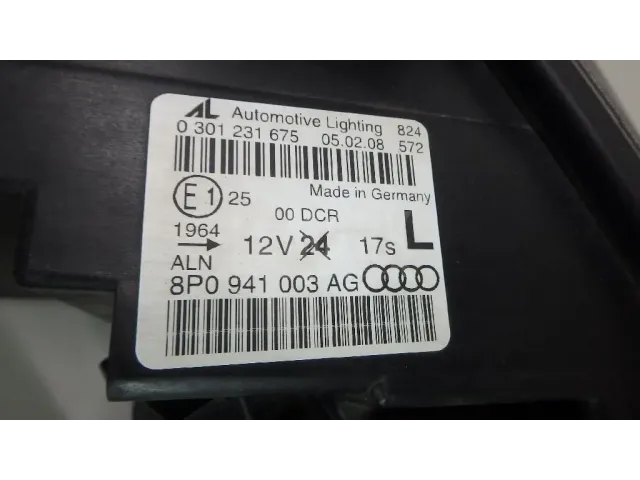 AL Automotive Lighting 824
0 301 231 675 05.02.08 572
E1 25 Made in Germany
00 DCR
1964 12V 24 17s L
ALN
8P0 941 003 AG